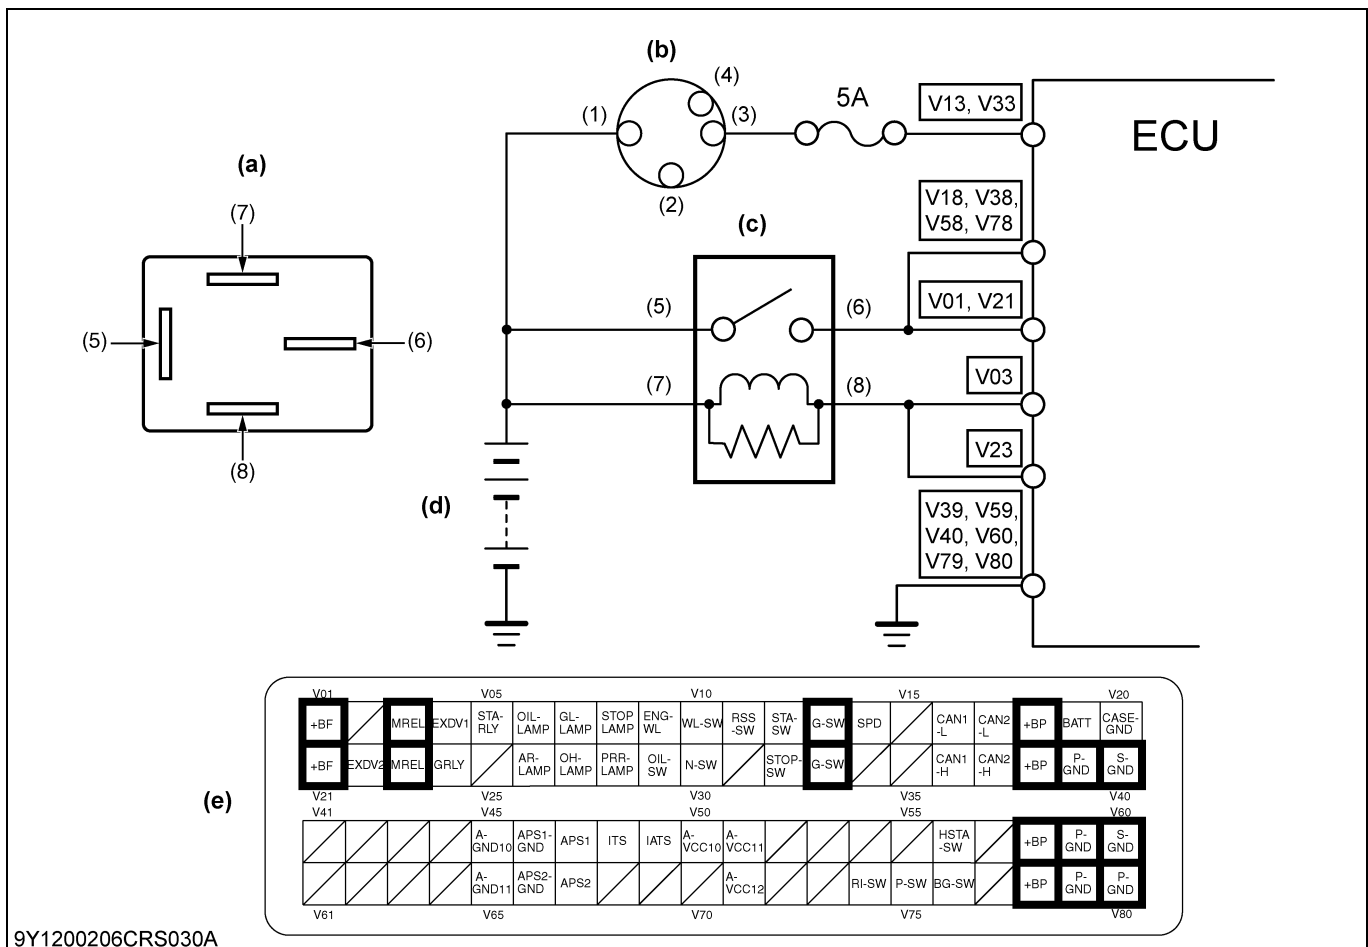 (b)
(4)
(1)
(3)
5A
V13, V33
ECU
(a)
(2)
V18, V38,
V58, V78
(7)
(c)
(5)
(6)
V01, V21
(5)
(6)
V03
(7)
(8)
V23
(8)
(d)
V39, V59,
V40, V60,
V79, V80
(e)
V01 V05 V10 V15 V20
+BF MREL EXDV1 STA-RLY OIL-LAMP GL-LAMP STOP LAMP ENG-WL WL-SW RSS-SW STA-SW G-SW SPD CAN1-L CAN2-L +BP BATT CASE-GND
+BF EXDV2 MREL GRLY AR-LAMP OH-LAMP PRR-LAMP OIL-SW N-SW STOP-SW G-SW CAN1-H CAN2-H +BP P-GND S-GND
V21 V25 V30 V35 V40
V41 V45 V50 V55 V60
A-GND10 APS1-GND APS1 ITS IATS A-VCC10 A-VCC11 HSTA-SW +BP P-GND S-GND
A-GND11 APS2-GND APS2 A-VCC12 RI-SW P-SW BG-SW +BP P-GND P-GND
V61 V65 V70 V75 V80
9Y1200206CRS030A